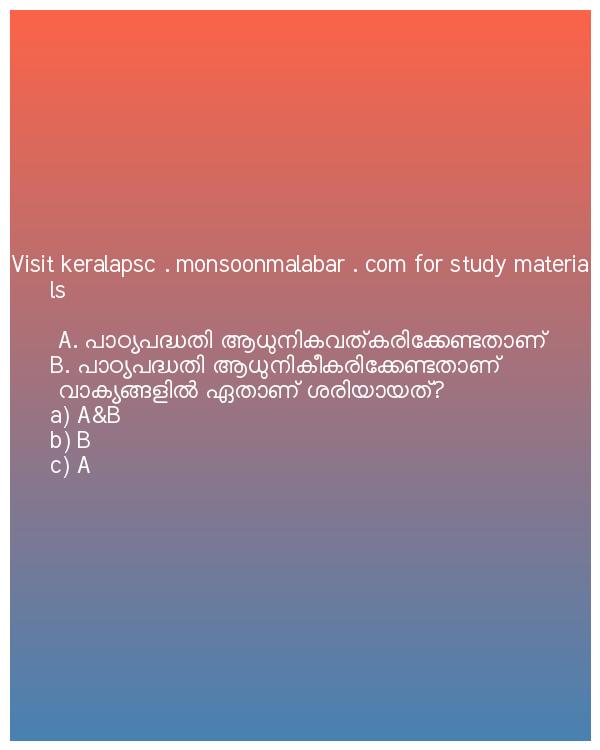 Visit keralapsc . monsoonmalabar . com for study materia
ls
A. പാഠ്യപദ്ധതി ആധുനികവത്കരിക്കേണ്ടതാണ്
B. പാഠ്യപദ്ധതി ആധുനികീകരിക്കേണ്ടതാണ്
വാക്യങ്ങളിൽ ഏതാണ് ശരിയായത്?
a) A&B
b) B
c) A